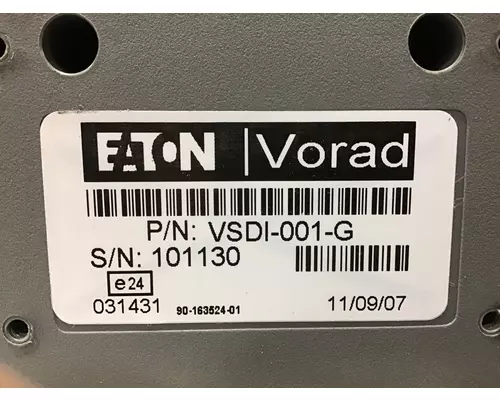 EATON | Vorad
P/N: VSDI-001-G
S/N: 101130
e24
031431 90-163524-01 11/09/07